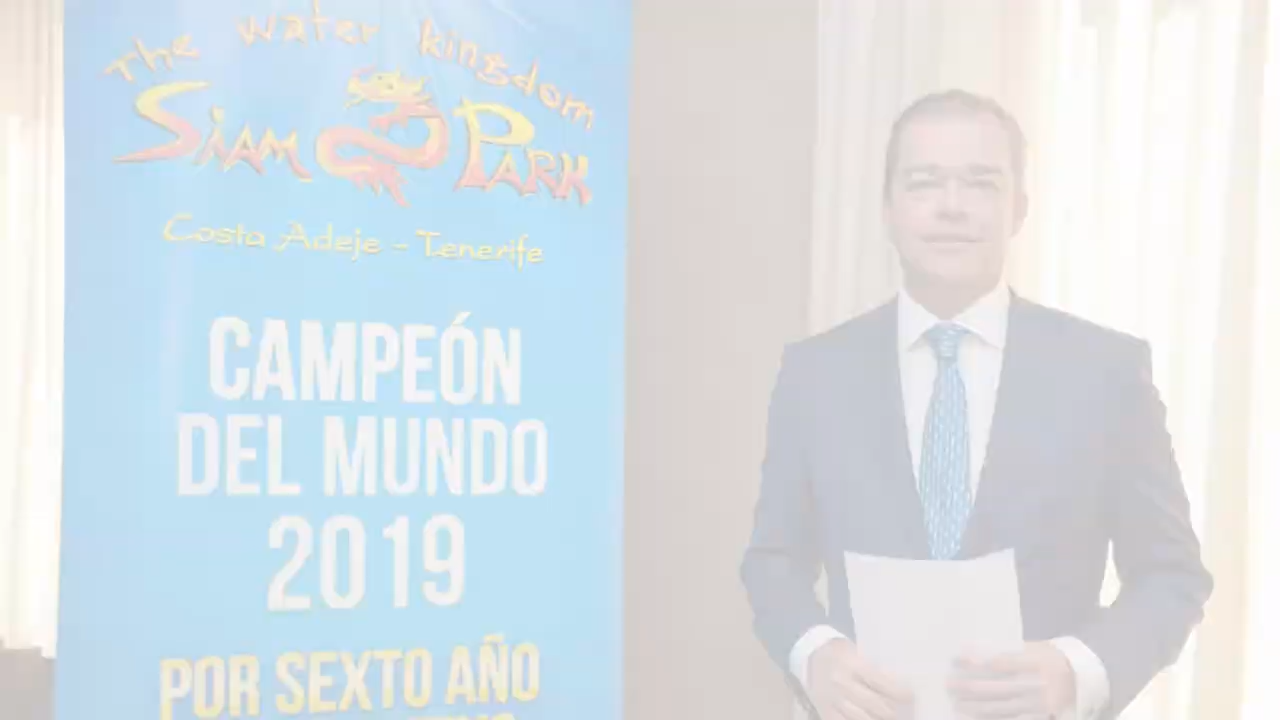 The water kingdom
SIAM PARK
Costa Adeje - Tenerife
CAMPEÓN
DEL MUNDO
2019
POR SEXTO AÑO